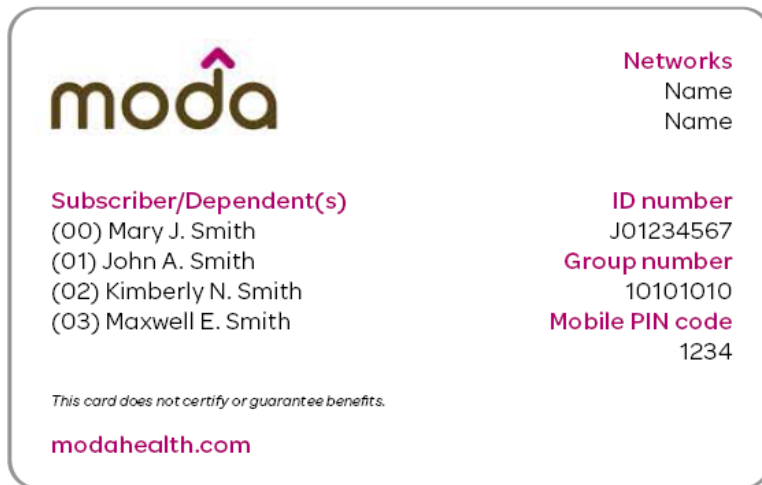 moda
Networks
Name
Name
Subscriber/Dependent(s)
(00) Mary J. Smith
(01) John A. Smith
(02) Kimberly N. Smith
(03) Maxwell E. Smith
ID number
J01234567
Group number
10101010
Mobile PIN code
1234
This card does not certify or guarantee benefits.
modahealth.com